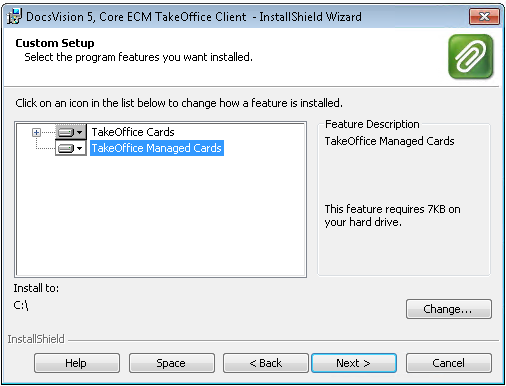 DocsVision 5, Core ECM TakeOffice Client - InstallShield Wizard
Custom Setup
Select the program features you want installed.
Click on an icon in the list below to change how a feature is installed.
TakeOffice Cards
TakeOffice Managed Cards
Feature Description
TakeOffice Managed Cards
This feature requires 7KB on
your hard drive.
Install to:
C:\
Change...
InstallShield
Help
Space
< Back
Next >
Cancel